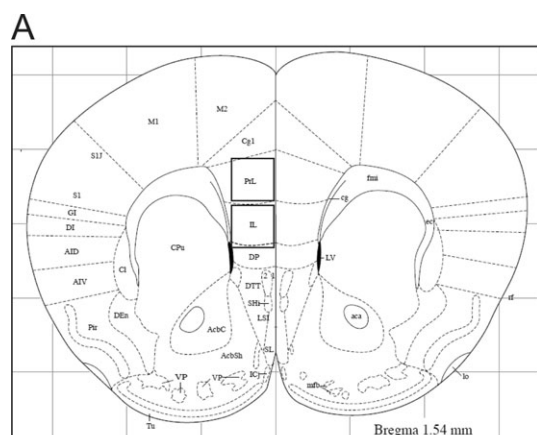 A
M2
M1
Cg1
S1J
PrL
fmi
S1
cg
GI
DI
IL
ec
AID
CPu
DP
LV
Cl
AIV
DTT
2 1
SHi
rf
DEn
LSI
aca
Pir
AcbC
SL
AcbSh
VP
VP
ICj
mfb
lo
Tu
Bregma 1.54 mm